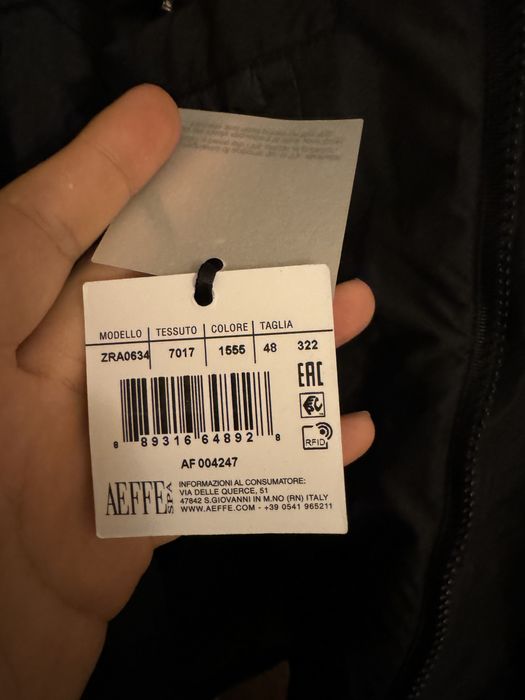 MODELLO TESSUTO COLORE TAGLIA
ZRA0634 7017 1555 48 322
EAC
8 89316 64892 8
RFID
AF 004247
AEFFE SPA
INFORMAZIONI AL CONSUMATORE:
VIA DELLE QUERCE, 51
47842 S.GIOVANNI IN M.NO (RN) ITALY
WWW.AEFFE.COM - +39 0541 965211